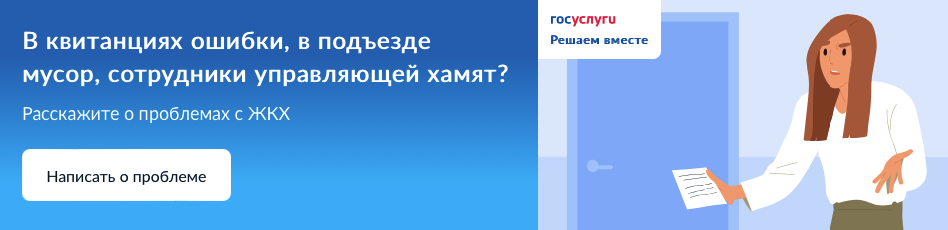 В квитанциях ошибки, в подъезде
мусор, сотрудники управляющей хамят?
Расскажите о проблемах с ЖКХ
Написать о проблеме
госуслуги
Решаем вместе